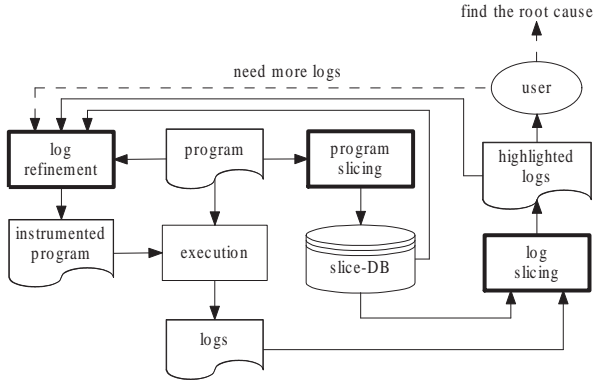 find the root cause
need more logs
user
log
refinement
program
program
slicing
highlighted
logs
instrumented
program
execution
slice-DB
log
slicing
logs